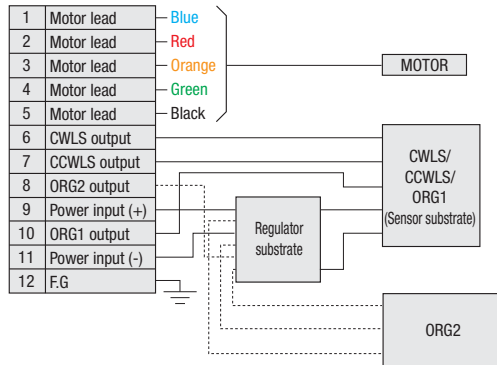 1 Motor lead Blue
2 Motor lead Red
3 Motor lead Orange
4 Motor lead Green
5 Motor lead Black
6 CWLS output
7 CCWLS output
8 ORG2 output
9 Power input (+)
10 ORG1 output
11 Power input (-)
12 F.G
MOTOR
CWLS/
CCWLS/
ORG1
(Sensor substrate)
Regulator
substrate
ORG2